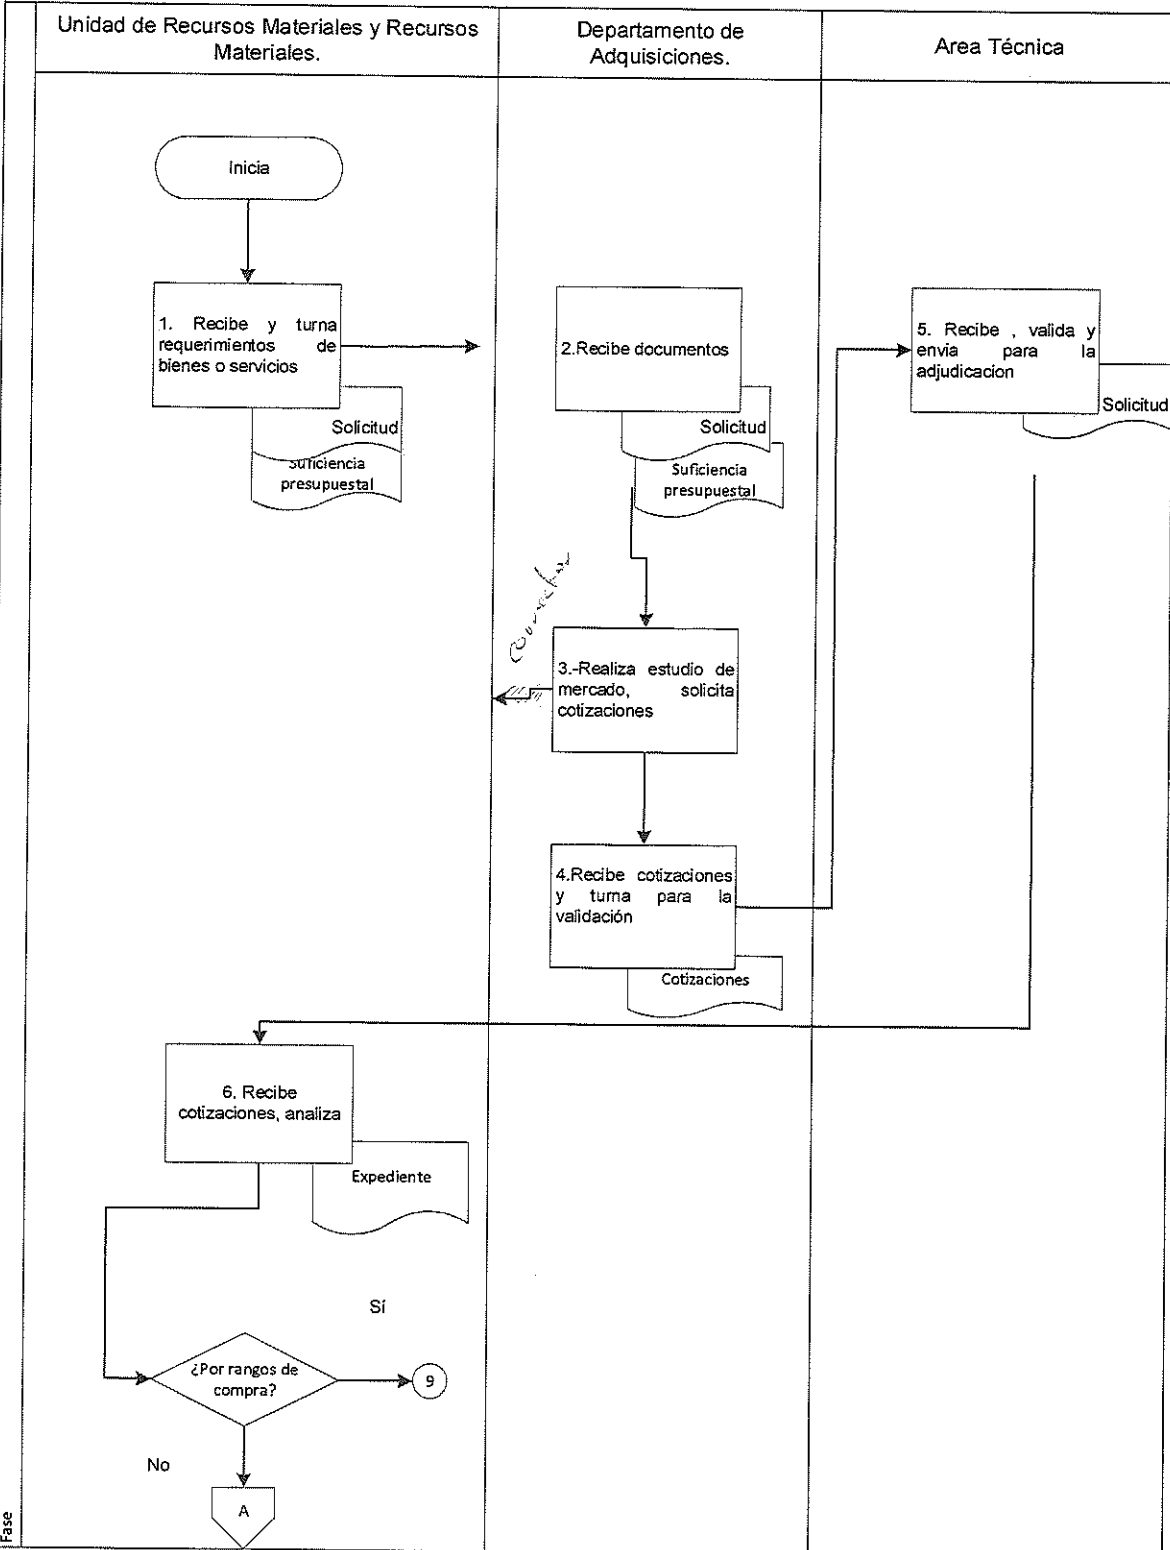 Unidad de Recursos Materiales y Recursos
Materiales.
Departamento de
Adquisiciones.
Area Técnica
Inicia
1. Recibe y turna
requerimientos de
bienes o servicios
Solicitud
Suficiencia
presupuestal
2.Recibe documentos
Solicitud
Suficiencia
presupuestal
5. Recibe , valida y
envia para la
adjudicacion
Solicitud
3.-Realiza estudio de
mercado, solicita
cotizaciones
4.Recibe cotizaciones
y turna para la
validación
Cotizaciones
6. Recibe
cotizaciones, analiza
Expediente
Sí
¿Por rangos de
compra?
9
No
A
Fase